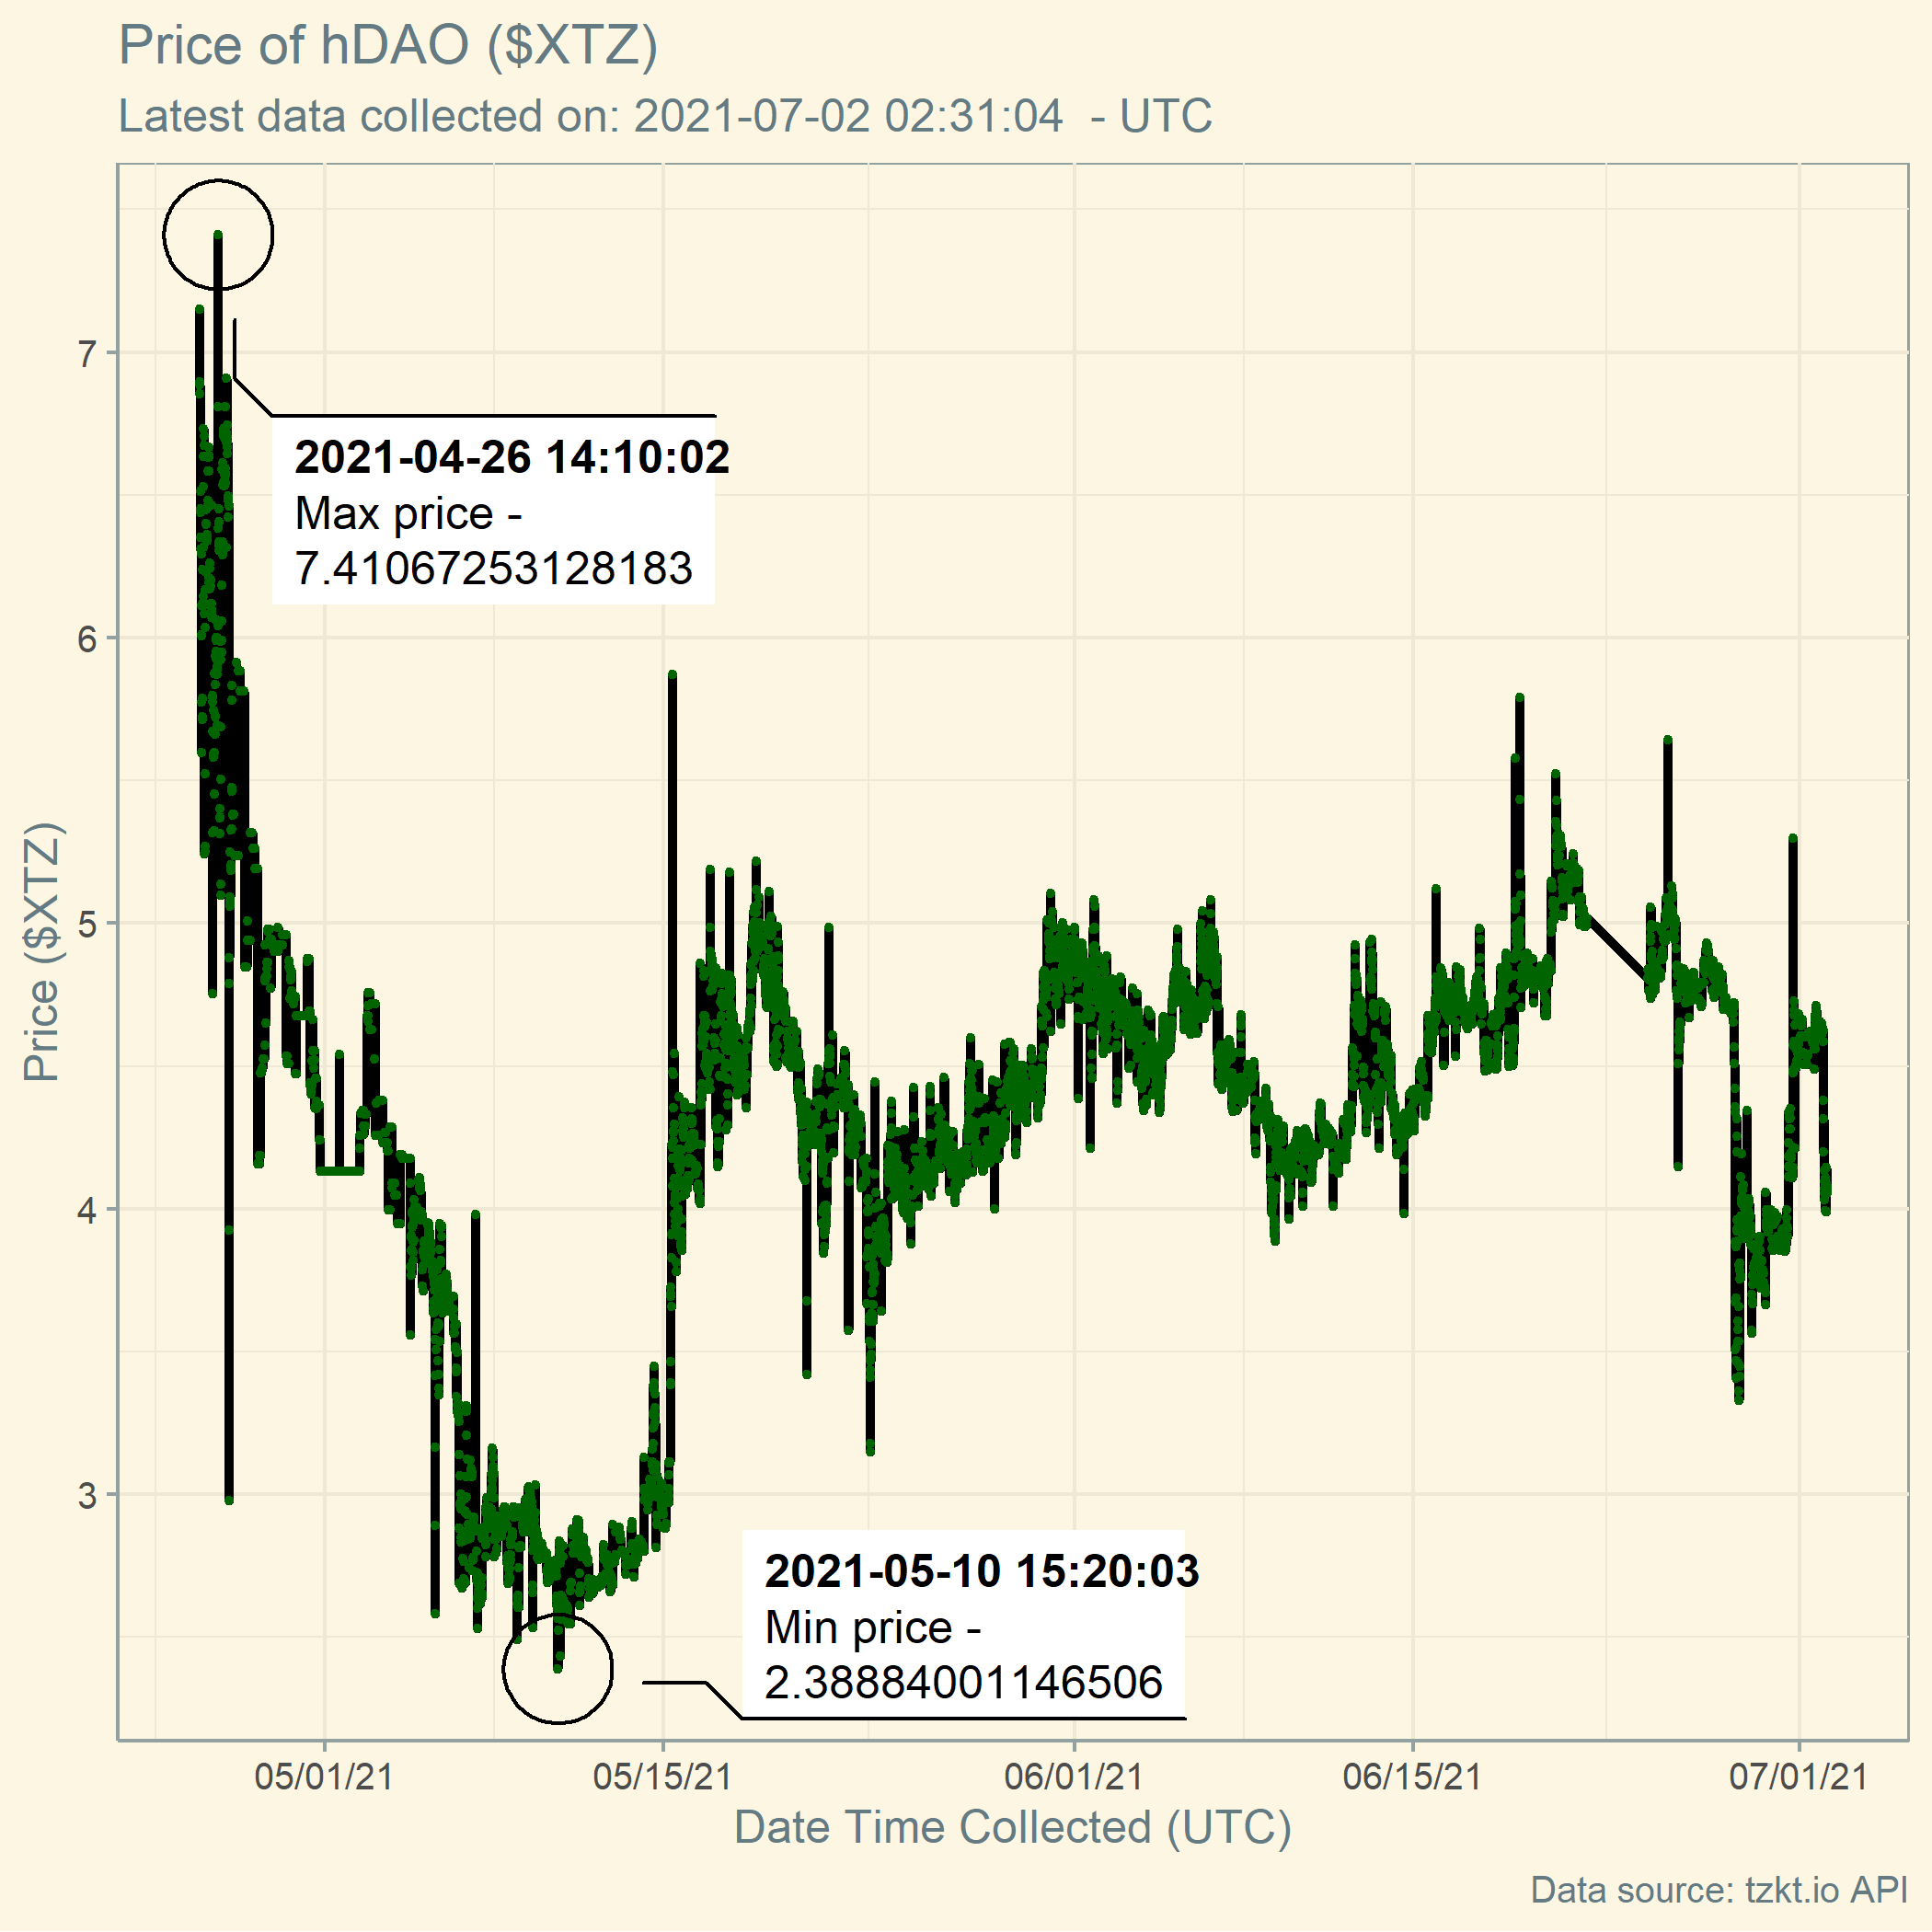 Price of hDAO ($XTZ)
Latest data collected on: 2021-07-02 02:31:04  - UTC
7
2021-04-26 14:10:02
Max price -
7.41067253128183
6
Price ($XTZ)
5
4
3
2021-05-10 15:20:03
Min price -
2.38884001146506
05/01/21 05/15/21 06/01/21 06/15/21 07/01/21
Date Time Collected (UTC)
Data source: tzkt.io API